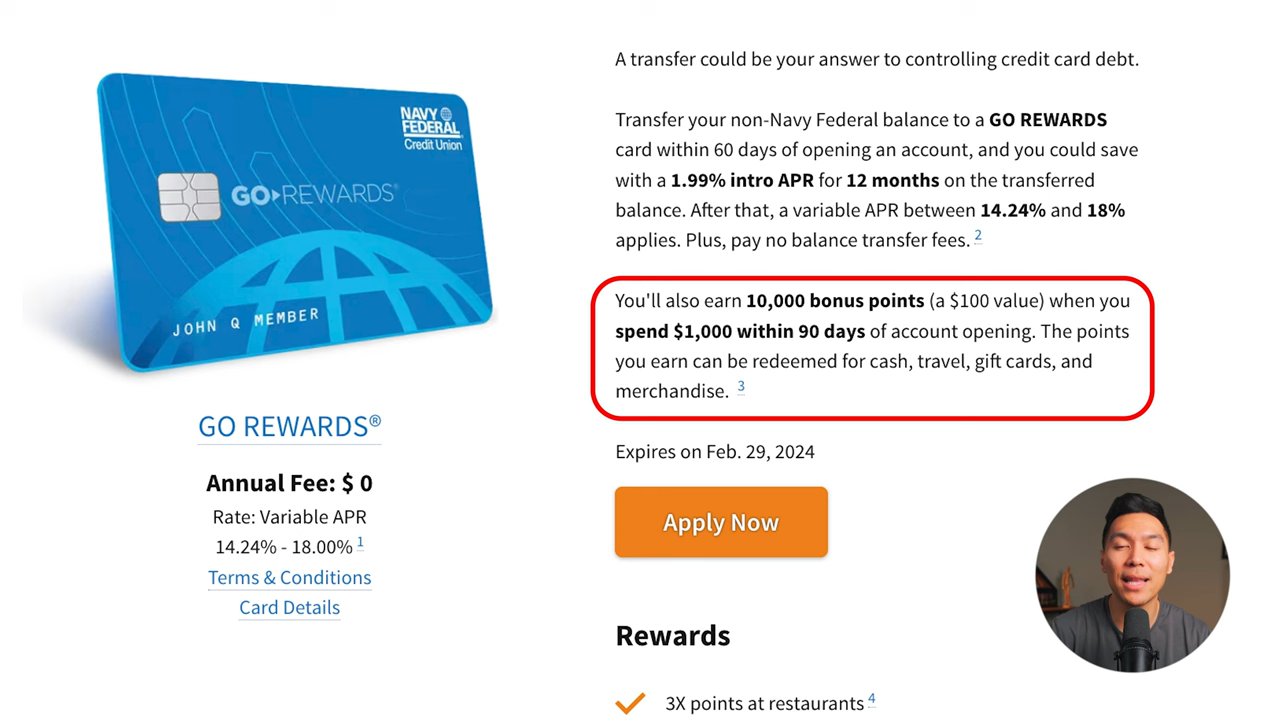 NAVY
FEDERAL
Credit Union
GO REWARDS®
JOHN Q MEMBER
GO REWARDS®
Annual Fee: $ 0
Rate: Variable APR
14.24% - 18.00% 1
Terms & Conditions
Card Details
A transfer could be your answer to controlling credit card debt.
Transfer your non-Navy Federal balance to a GO REWARDS
card within 60 days of opening an account, and you could save
with a 1.99% intro APR for 12 months on the transferred
balance. After that, a variable APR between 14.24% and 18%
applies. Plus, pay no balance transfer fees. 2
You'll also earn 10,000 bonus points (a $100 value) when you
spend $1,000 within 90 days of account opening. The points
you earn can be redeemed for cash, travel, gift cards, and
merchandise. 3
Expires on Feb. 29, 2024
Apply Now
Rewards
3X points at restaurants 4